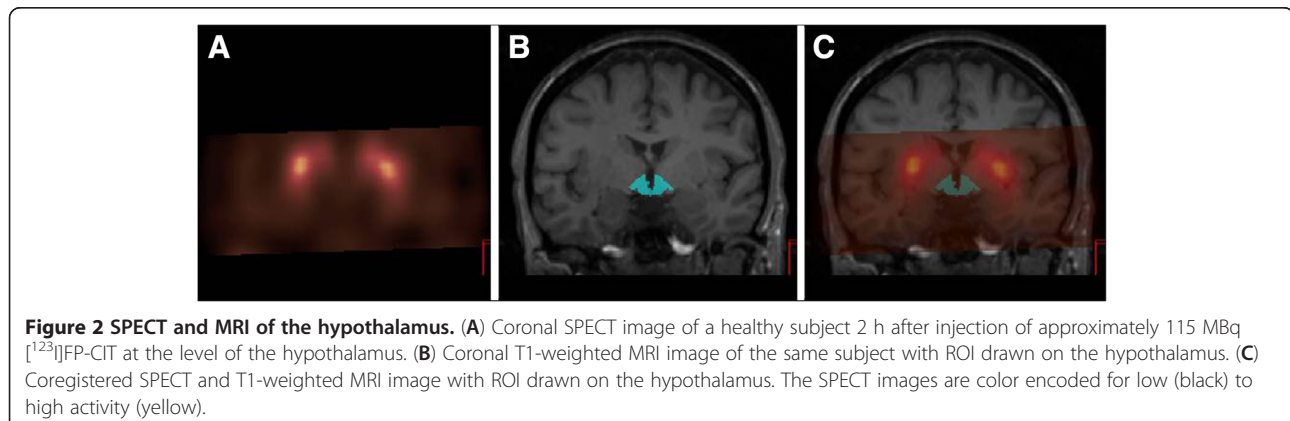 A B C
Figure 2 SPECT and MRI of the hypothalamus. (A) Coronal SPECT image of a healthy subject 2 h after injection of approximately 115 MBq
[¹²³I]FP-CIT at the level of the hypothalamus. (B) Coronal T1-weighted MRI image of the same subject with ROI drawn on the hypothalamus. (C)
Coregistered SPECT and T1-weighted MRI image with ROI drawn on the hypothalamus. The SPECT images are color encoded for low (black) to
high activity (yellow).